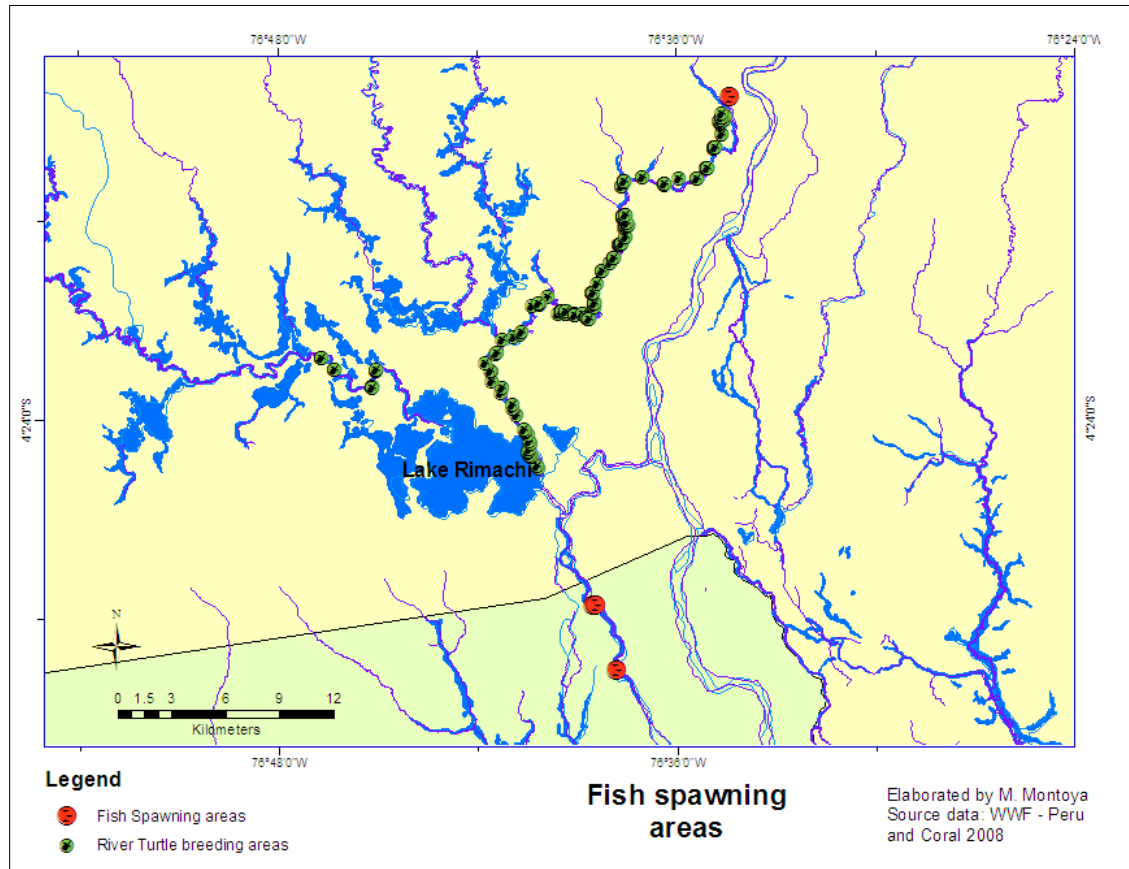 76°48'0"W 76°36'0"W 76°24'0"W
4°24'0"S 4°24'0"S
Lake Rimachi
N
0 1.5 3 6 9 12
Kilometers
76°48'0"W 76°36'0"W
Legend
Fish Spawning areas
River Turtle breeding areas
Fish spawning
areas
Elaborated by M. Montoya
Source data: WWF - Peru
and Coral 2008